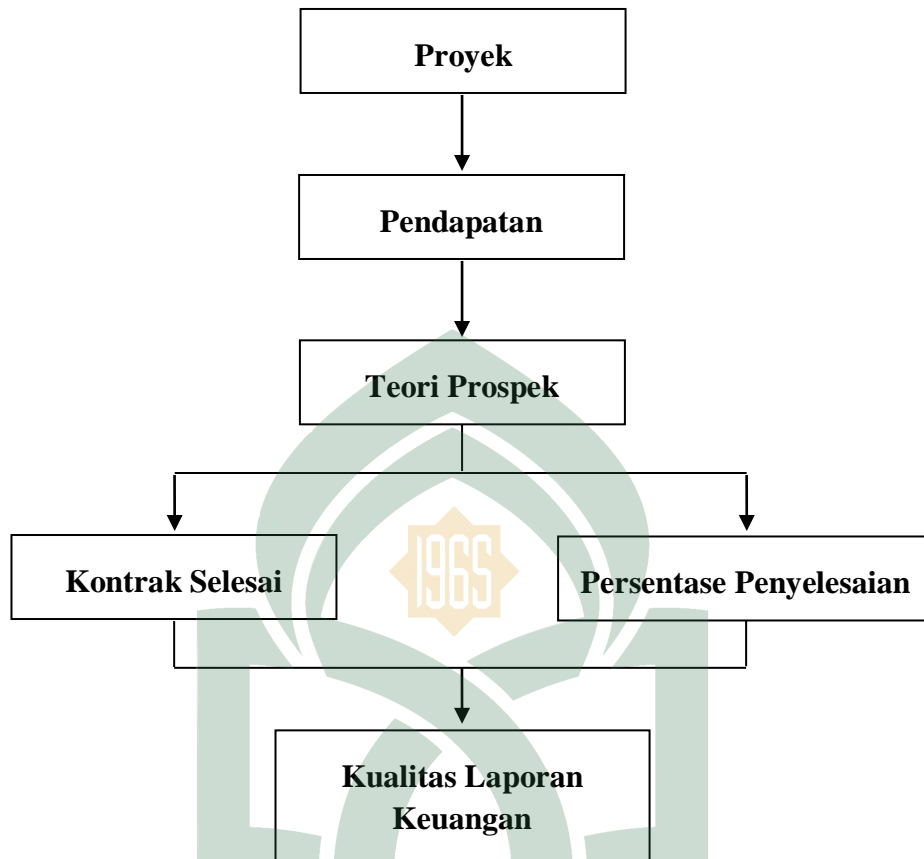 Proyek
Pendapatan
Teori Prospek
1965
Kontrak Selesai
Persentase Penyelesaian
Kualitas Laporan
Keuangan